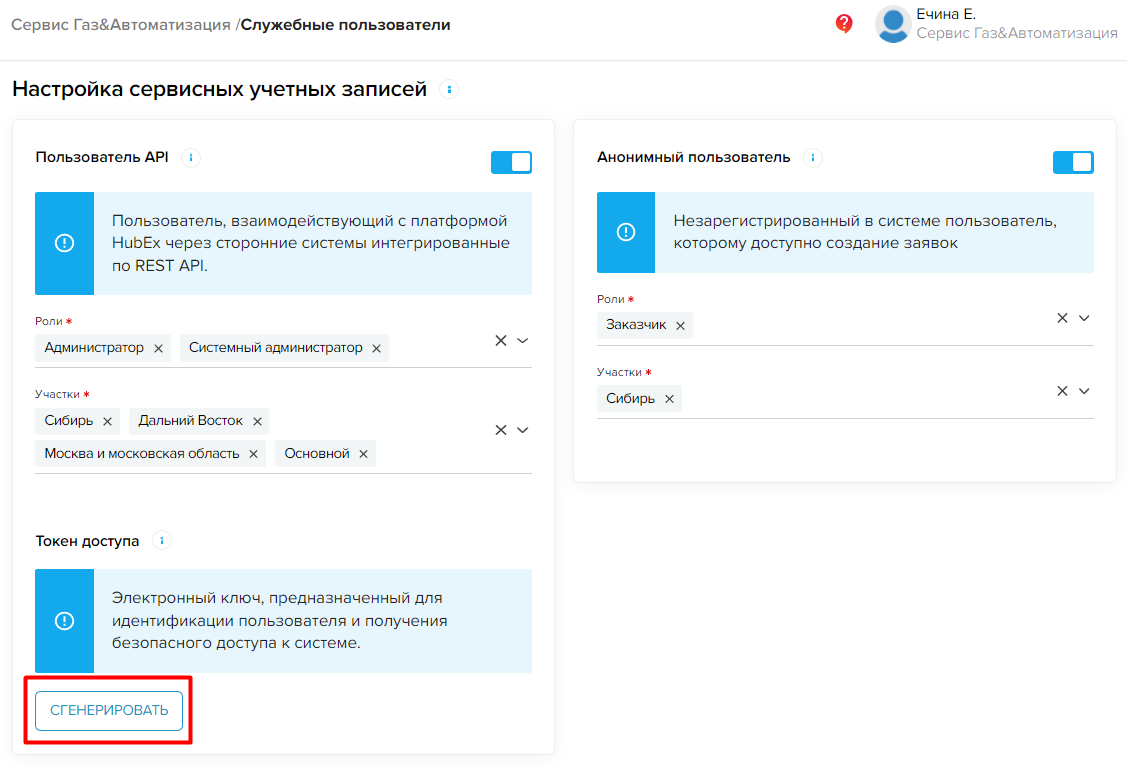 Сервис Газ&Автоматизация /Служебные пользователи
?
Ечина Е.
Сервис Газ&Автоматизация
Настройка сервисных учетных записей
Пользователь API
Пользователь, взаимодействующий с платформой
HubEx через сторонние системы интегрированные
по REST API.
Роли *
Администратор
Системный администратор
Участки *
Сибирь
Дальний Восток
Москва и московская область
Основной
Токен доступа
Электронный ключ, предназначенный для
идентификации пользователя и получения
безопасного доступа к системе.
СГЕНЕРИРОВАТЬ
Анонимный пользователь
Незарегистрированный в системе пользователь,
которому доступно создание заявок
Роли *
Заказчик
Участки *
Сибирь